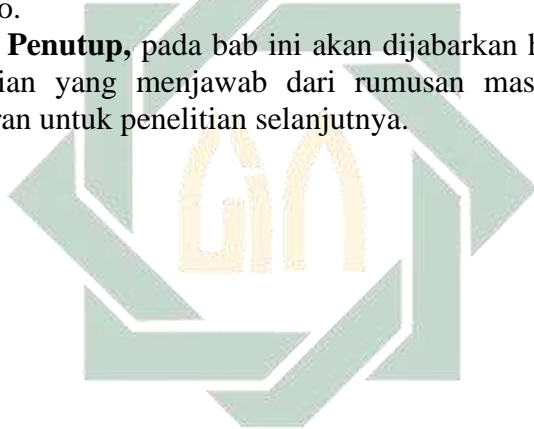 o.
Penutup, pada bab ini akan dijabarkan h
ian yang menjawab dari rumusan mas
ran untuk penelitian selanjutnya.